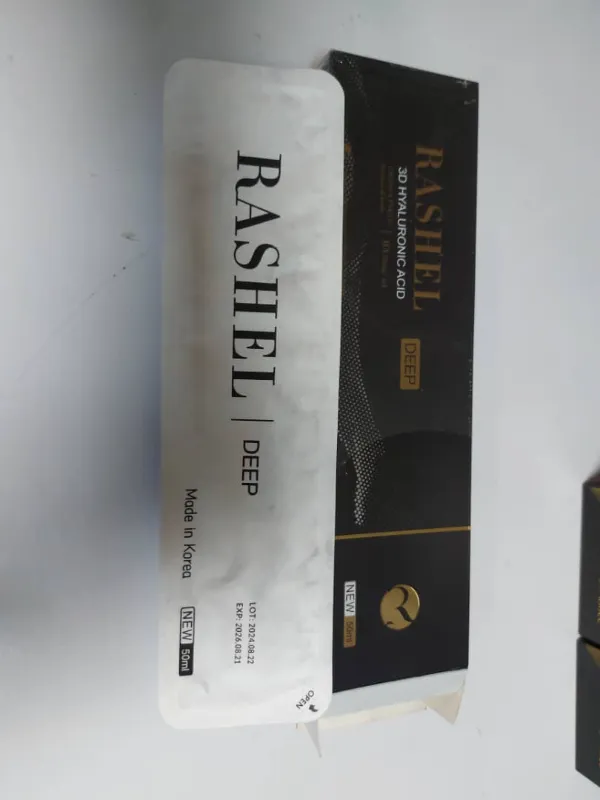 RASHEL | DEEP
Made in Korea
NEW 50ml
LOT: 2024.08.22
EXP: 2026.08.21
OPEN
RASHEL
3D HYALURONIC ACID
DEEP
NEW 50ml